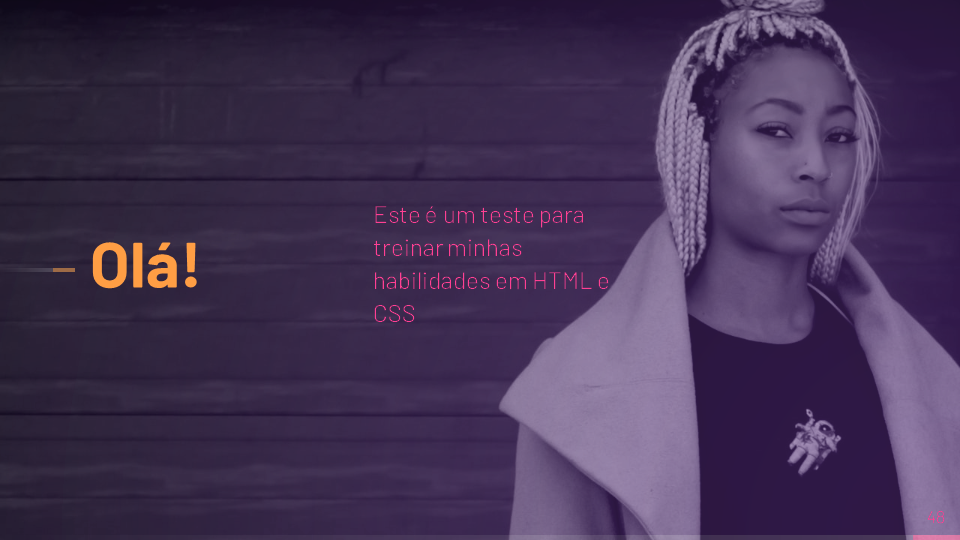 Olá!
Este é um teste para
treinar minhas
habilidades em HTML e
CSS